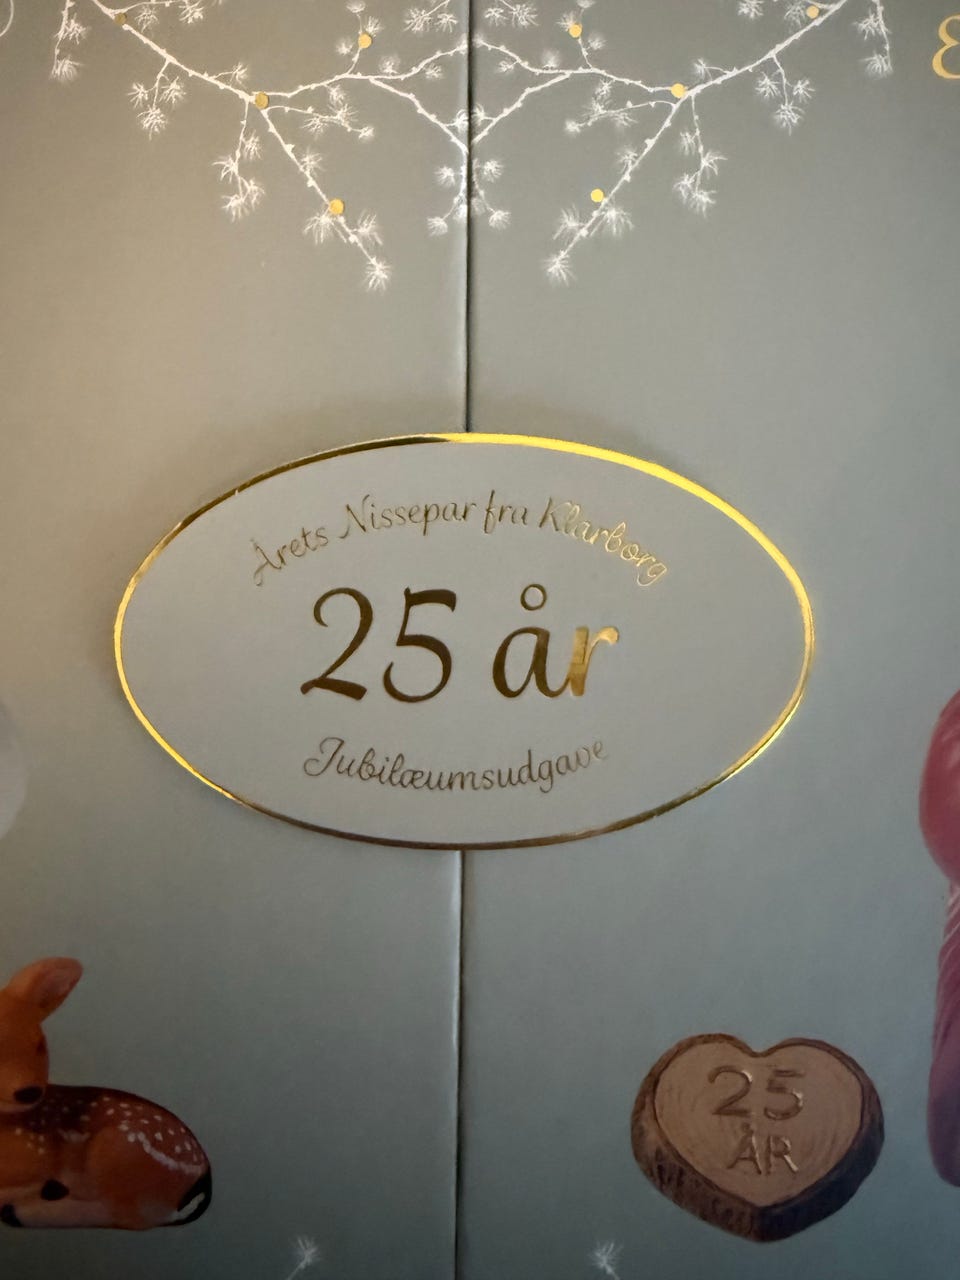 Årets Nissepar fra Klarborg
25 år
Jubilæumsudgave
25
ÅR